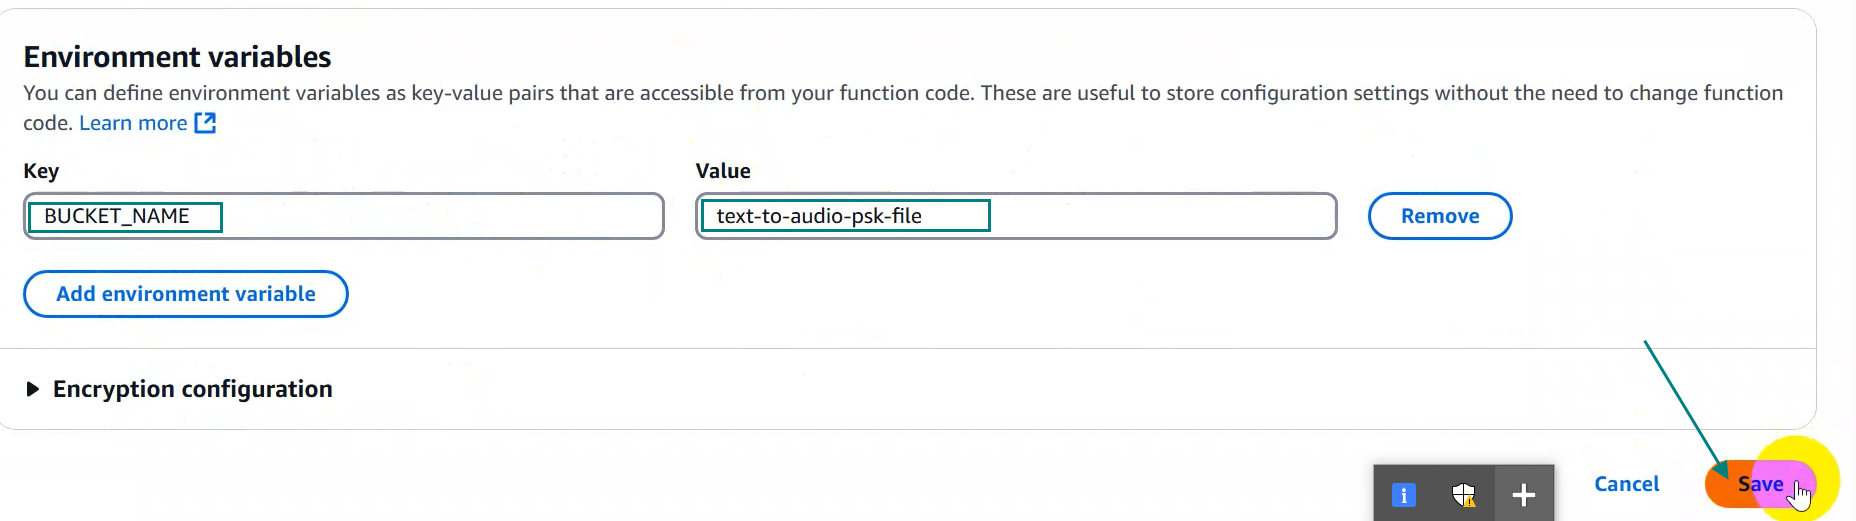 Environment variables
You can define environment variables as key-value pairs that are accessible from your function code. These are useful to store configuration settings without the need to change function
code. Learn more
Key
Value
BUCKET_NAME
text-to-audio-psk-file
Remove
Add environment variable
Encryption configuration
Cancel
Save